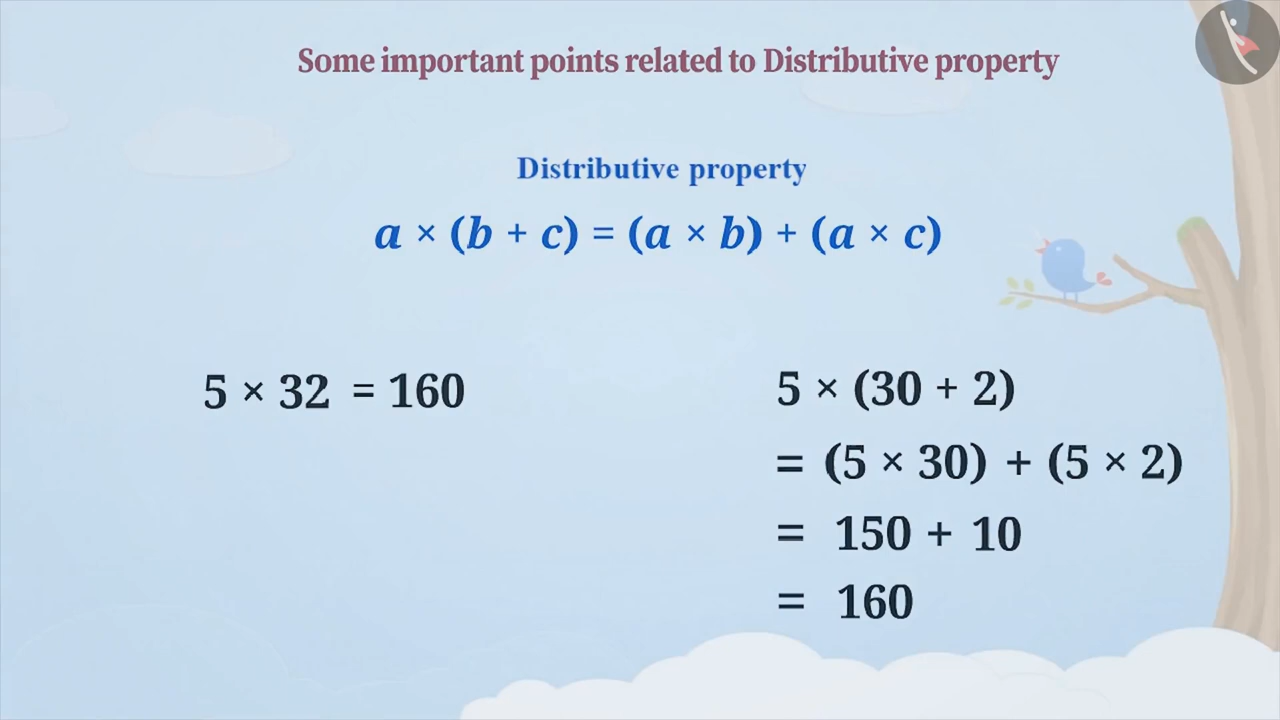 Some important points related to Distributive property
Distributive property
a × (b + c) = (a × b) + (a × c)
5 × 32 = 160
5 × (30 + 2)
= (5 × 30) + (5 × 2)
= 150 + 10
= 160